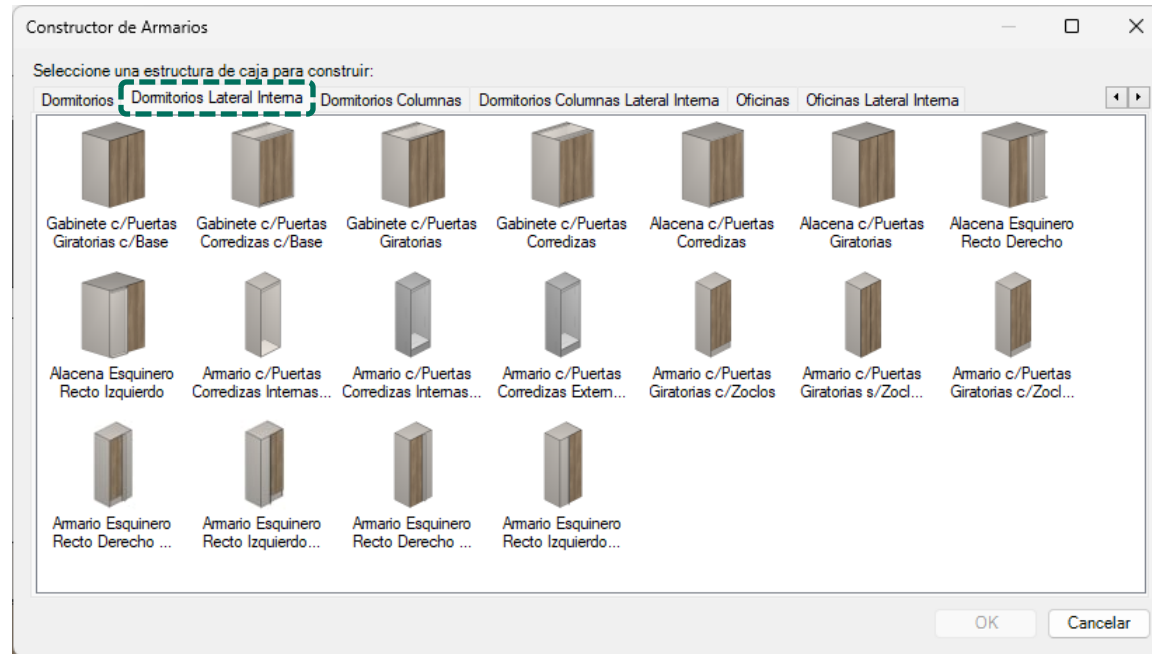 Constructor de Armarios
Seleccione una estructura de caja para construir:
Dormitorios Dormitorios Lateral Interna Dormitorios Columnas Dormitorios Columnas Lateral Interna Oficinas Oficinas Lateral Interna
Gabinete c/Puertas Gabinete c/Puertas Gabinete c/Puertas Gabinete c/Puertas Alacena c/Puertas Alacena c/Puertas Alacena Esquinero
Giratorias c/Base Corredizas c/Base Giratorias Corredizas Corredizas Giratorias Recto Derecho
Alacena Esquinero Armario c/Puertas Armario c/Puertas Armario c/Puertas Armario c/Puertas Armario c/Puertas Armario c/Puertas
Recto Izquierdo Corredizas Internas... Corredizas Internas... Corredizas Extern... Giratorias c/Zoclos Giratorias s/Zocl... Giratorias c/Zocl...
Armario Esquinero Armario Esquinero Armario Esquinero Armario Esquinero
Recto Derecho ... Recto Izquierdo... Recto Derecho ... Recto Izquierdo...
OK Cancelar